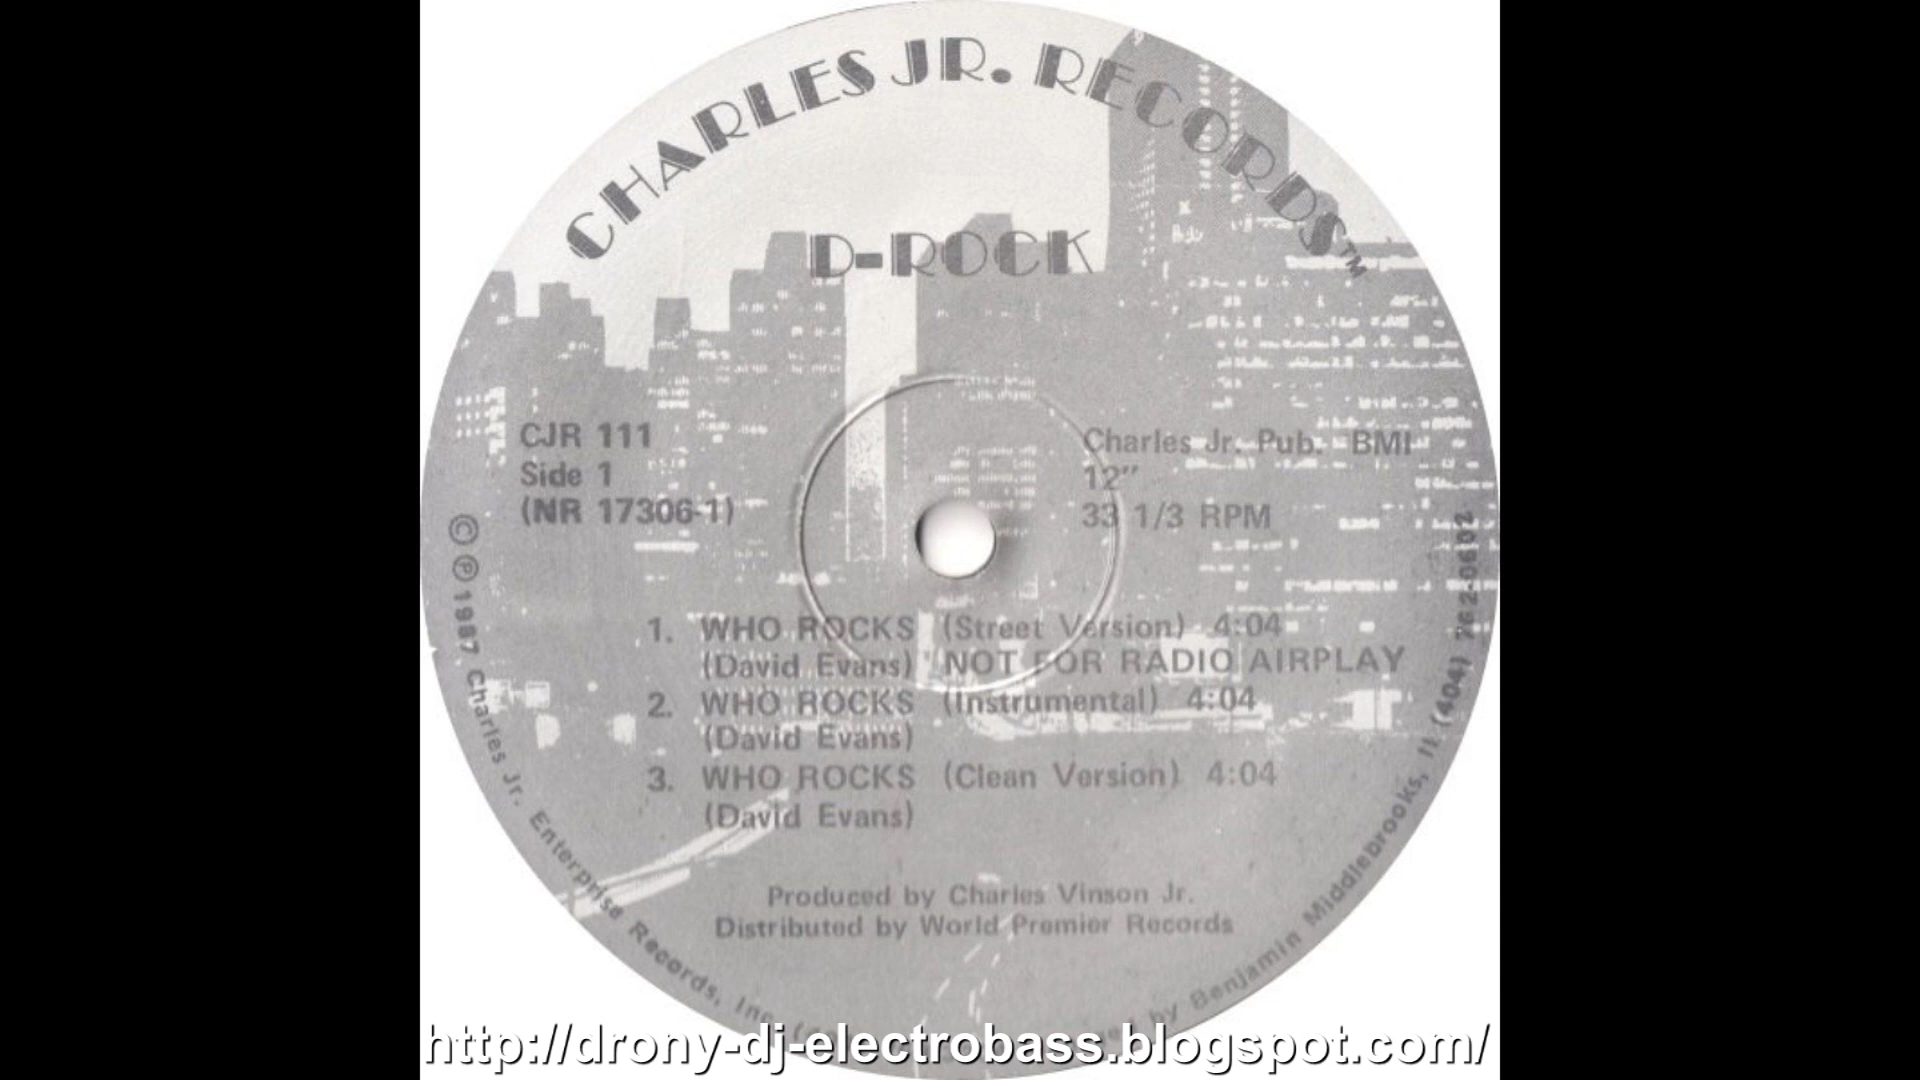 CHARLES JR. RECORDS™
D-ROCK
CJR 111
Side 1
(NR 17306-1)
Charles Jr. Pub. BMI
12"
33 1/3 RPM
1. WHO ROCKS (Street Version) 4:04
(David Evans) NOT FOR RADIO AIRPLAY
2. WHO ROCKS (Instrumental) 4:04
(David Evans)
3. WHO ROCKS (Clean Version) 4:04
(David Evans)
Produced by Charles Vinson Jr.
Distributed by World Premier Records
© ℗ 1987 Charles Jr. Enterprise Records, Inc.
by Benjamin Middlebrooks, II (404) 762-0602
http://drony-dj-electrobass.blogspot.com/